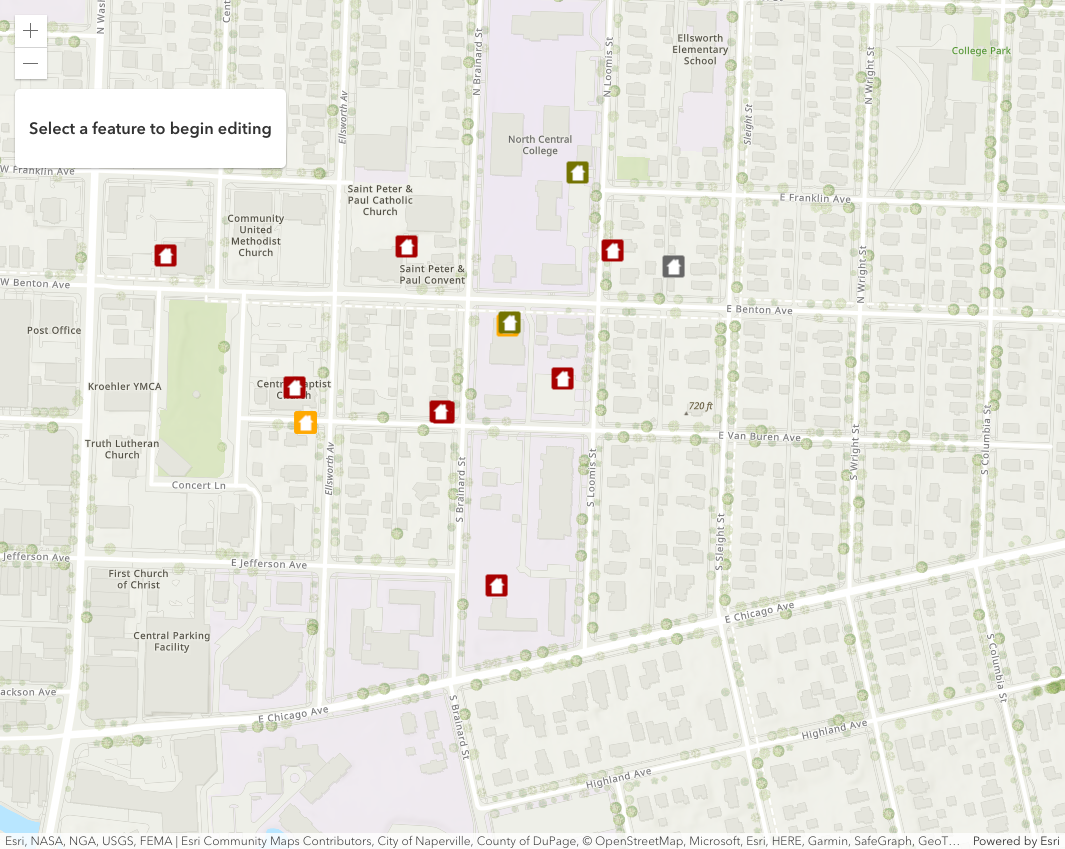 N Was
Cent
Ellsworth Av
N Brainard St
N Loomis St
Ellsworth
Elementary
School
Sleight St
N Wright St
College Park
+
−
Select a feature to begin editing
North Central
College
W Franklin Ave
E Franklin Ave
Saint Peter &
Paul Catholic
Church
Community
United
Methodist
Church
Saint Peter &
Paul Convent
N Wright St
W Benton Ave
E Benton Ave
Post Office
Kroehler YMCA
Truth Lutheran
Church
720 ft
E Van Buren Ave
Ellsworth Av
S Brainard St
S Loomis St
S Sleight St
S Wright St
S Columbia St
Concert Ln
Jefferson Ave
E Jefferson Ave
First Church
of Christ
Central Parking
Facility
E Chicago Ave
S Columbia St
ackson Ave
E Chicago Ave
S Brainard St
Highland Ave
Highland Ave
Esri, NASA, NGA, USGS, FEMA | Esri Community Maps Contributors, City of Naperville, County of DuPage, © OpenStreetMap, Microsoft, Esri, HERE, Garmin, SafeGraph, GeoT... Powered by Esri